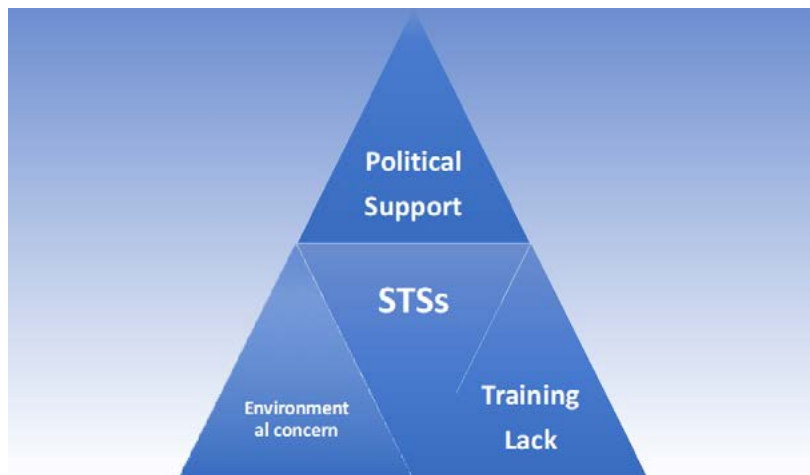 Political
Support
STSs
Environment
al concern
Training
Lack